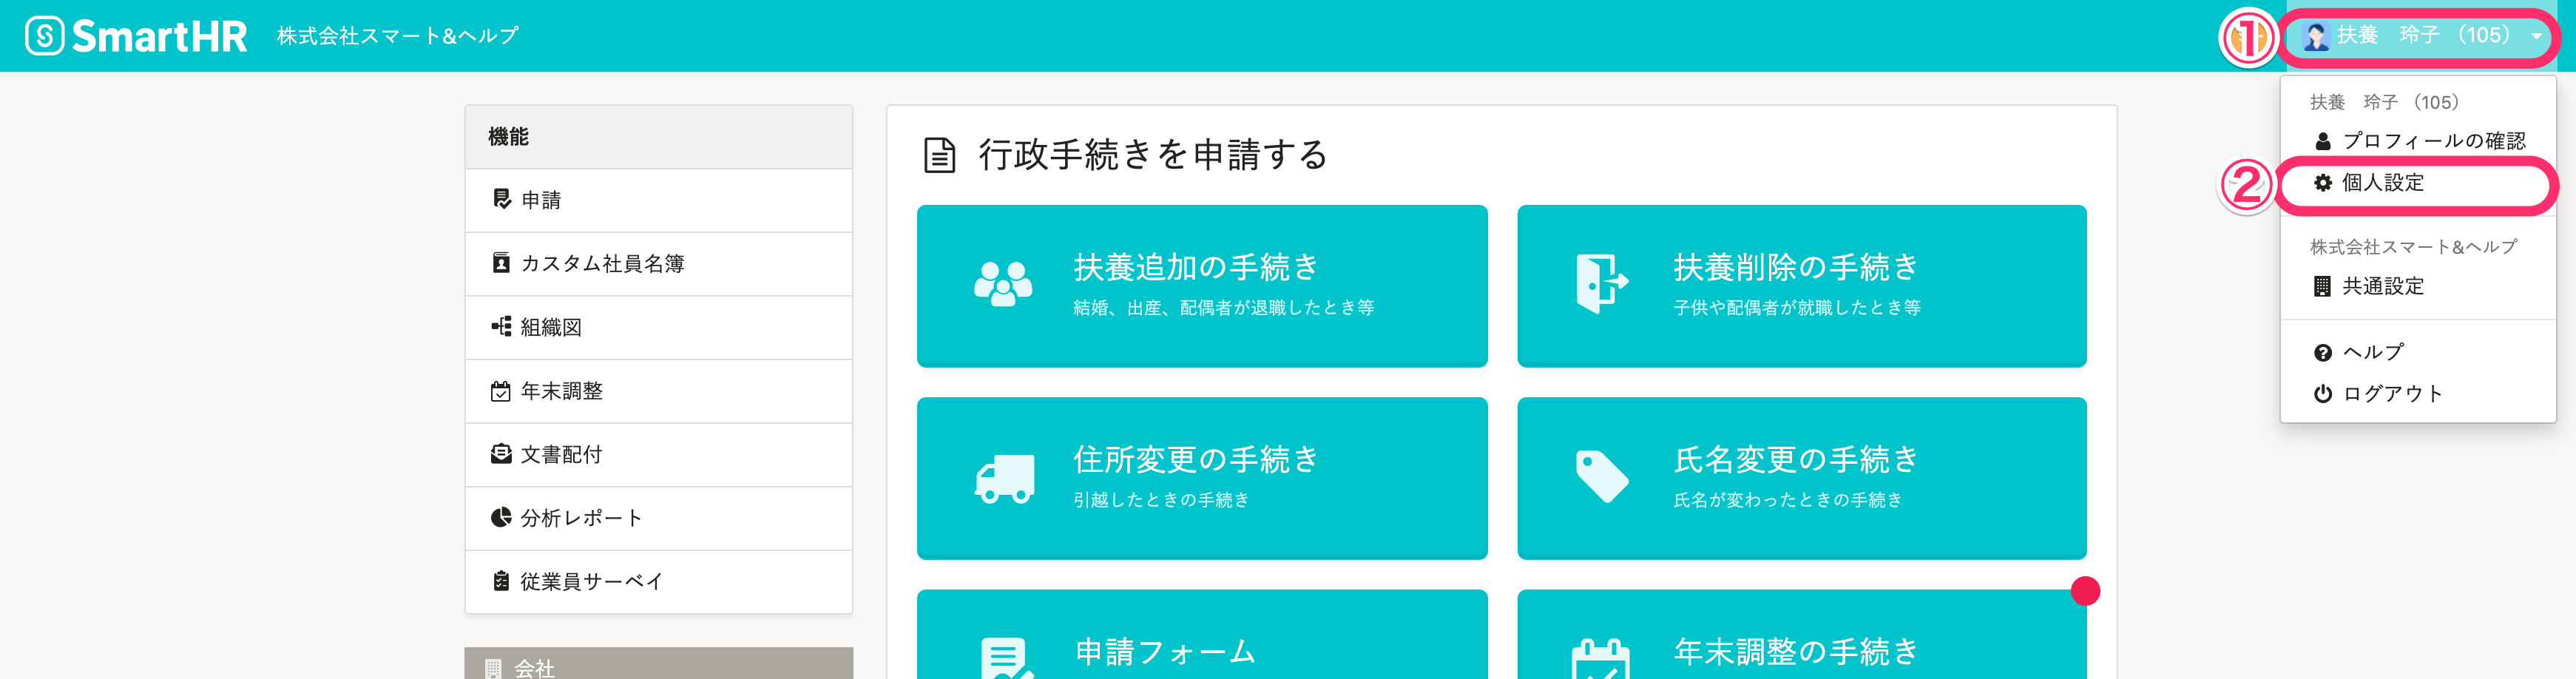 SmartHR 株式会社スマート&ヘルプ
① 扶養　玲子 （105）
機能
申請
カスタム社員名簿
組織図
年末調整
文書配付
分析レポート
従業員サーベイ
会社
行政手続きを申請する
扶養追加の手続き
結婚、出産、配偶者が退職したとき等
扶養削除の手続き
子供や配偶者が就職したとき等
住所変更の手続き
引越したときの手続き
氏名変更の手続き
氏名が変わったときの手続き
申請フォーム
年末調整の手続き
扶養　玲子 （105）
プロフィールの確認
② 個人設定
株式会社スマート&ヘルプ
共通設定
ヘルプ
ログアウト